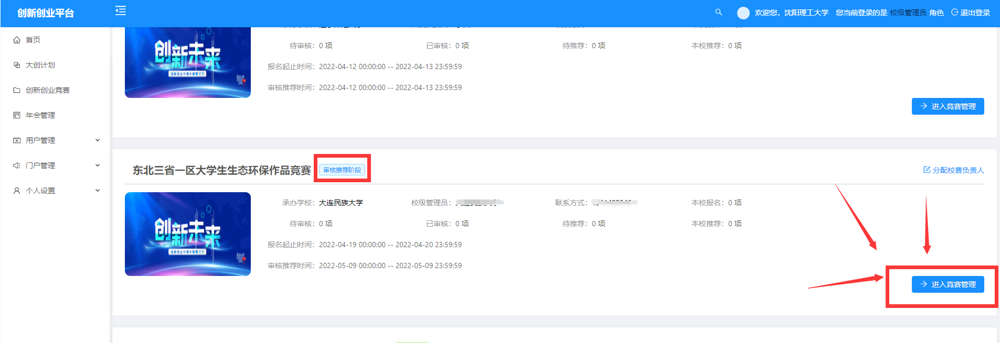 创新创业平台
欢迎您，沈阳理工大学 您当前登录的是 校级管理员 角色 退出登录
首页
大创计划
创新创业竞赛
年会管理
用户管理
门户管理
个人设置
创新未来
待审核：0 项 已审核：0 项 待推荐：0 项 本校推荐：0 项
报名起止时间：2022-04-12 00:00:00 -- 2022-04-13 23:59:59
审核推荐时间：2022-04-12 00:00:00 -- 2022-04-13 23:59:59
进入竞赛管理
东北三省一区大学生生态环保作品竞赛 审核推荐阶段 分配校赛负责人
创新未来
承办学校：大连民族大学 校级管理员： 联系方式： 本校报名：0 项
待审核：0 项 已审核：0 项 待推荐：0 项 本校推荐：0 项
报名起止时间：2022-04-19 00:00:00 -- 2022-04-20 23:59:59
审核推荐时间：2022-05-09 00:00:00 -- 2022-05-09 23:59:59
进入竞赛管理